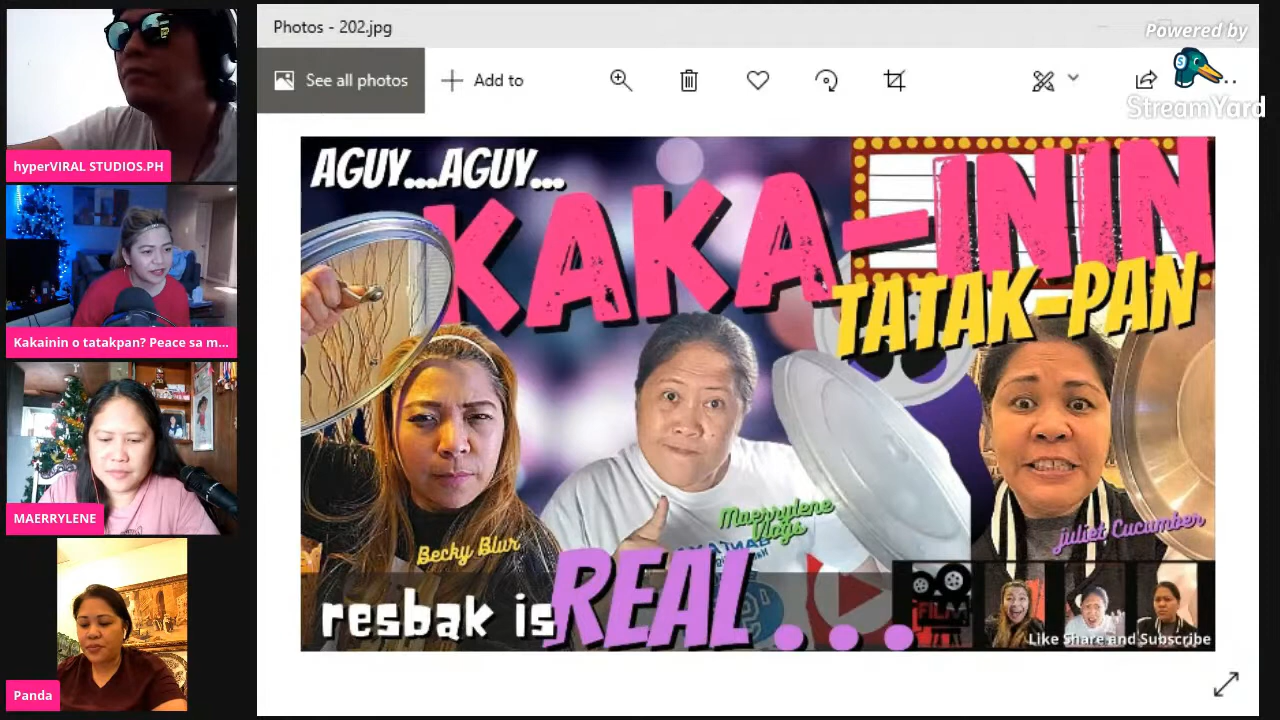 Photos - 202.jpg
Powered by
StreamYard
See all photos
Add to
AGUY...AGUY...
KAKA-ININ
TATAK-PAN
Becky Blur
Maerrylene
Vlogs
juliet Cucumber
resbak is REAL...
iFILM
Like Share and Subscribe
hyperVIRAL STUDIOS.PH
Kakainin o tatakpan? Peace sa m...
MAERRYLENE
Panda